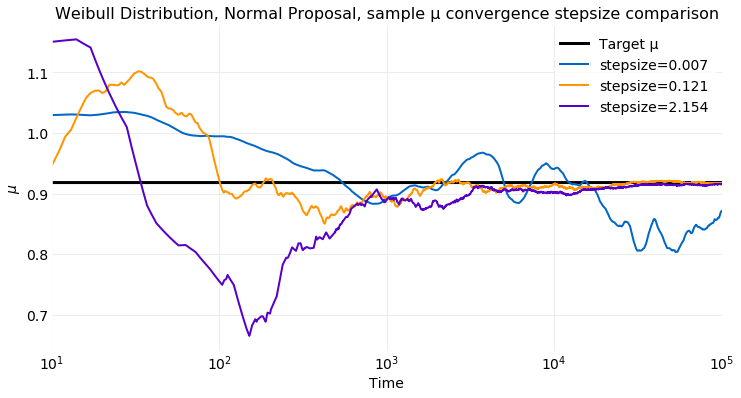 Weibull Distribution, Normal Proposal, sample μ convergence stepsize comparison
Target μ
stepsize=0.007
stepsize=0.121
stepsize=2.154
1.1
1.0
0.9
0.8
0.7
μ
10¹ 10² 10³ 10⁴ 10⁵
Time